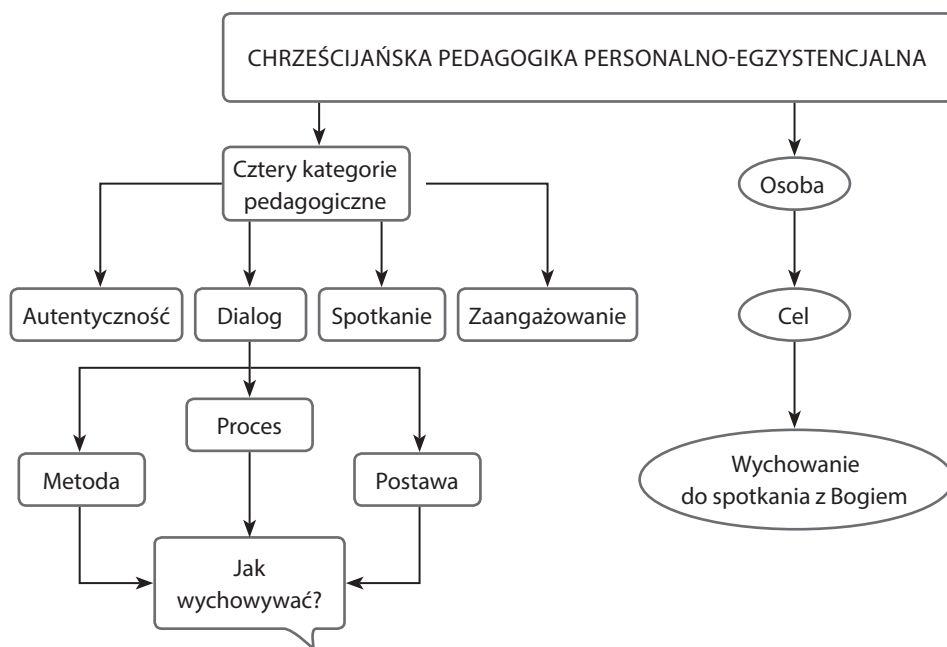 CHRZEŚCIJAŃSKA PEDAGOGIKA PERSONALNO-EGZYSTENCJALNA
Cztery kategorie
pedagogiczne
Osoba
Autentyczność
Dialog
Spotkanie
Zaangażowanie
Cel
Proces
Metoda
Postawa
Wychowanie
do spotkania z Bogiem
Jak
wychowywać?